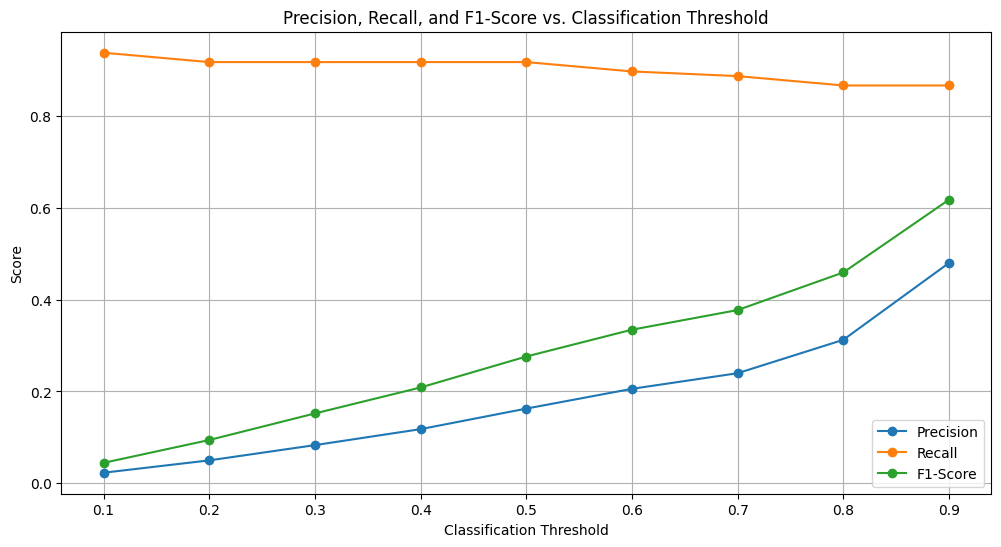 Precision, Recall, and F1-Score vs. Classification Threshold
Score
0.8
0.6
0.4
0.2
0.0
0.1 0.2 0.3 0.4 0.5 0.6 0.7 0.8 0.9
Classification Threshold
Precision
Recall
F1-Score